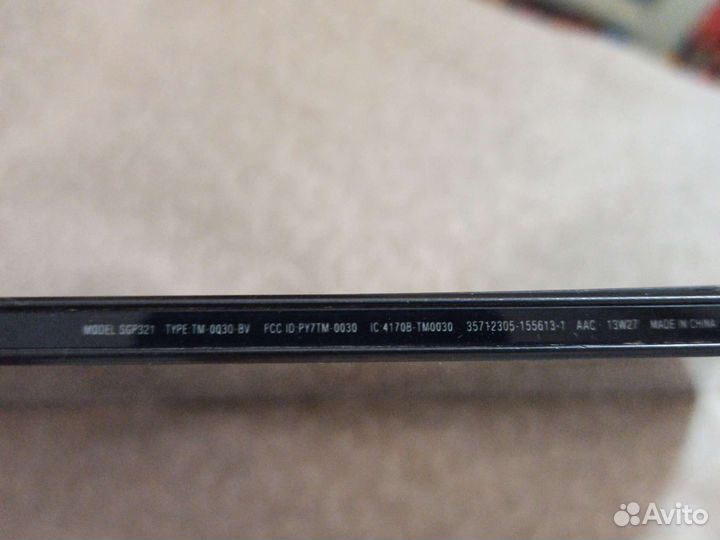 MODEL SGP321 TYPE TM-0030-BV FCC ID:PY7TM-0030 IC:4170B-TM0030 35712305-155613-1 AAC 13W27 MADE IN CHINA
Avito